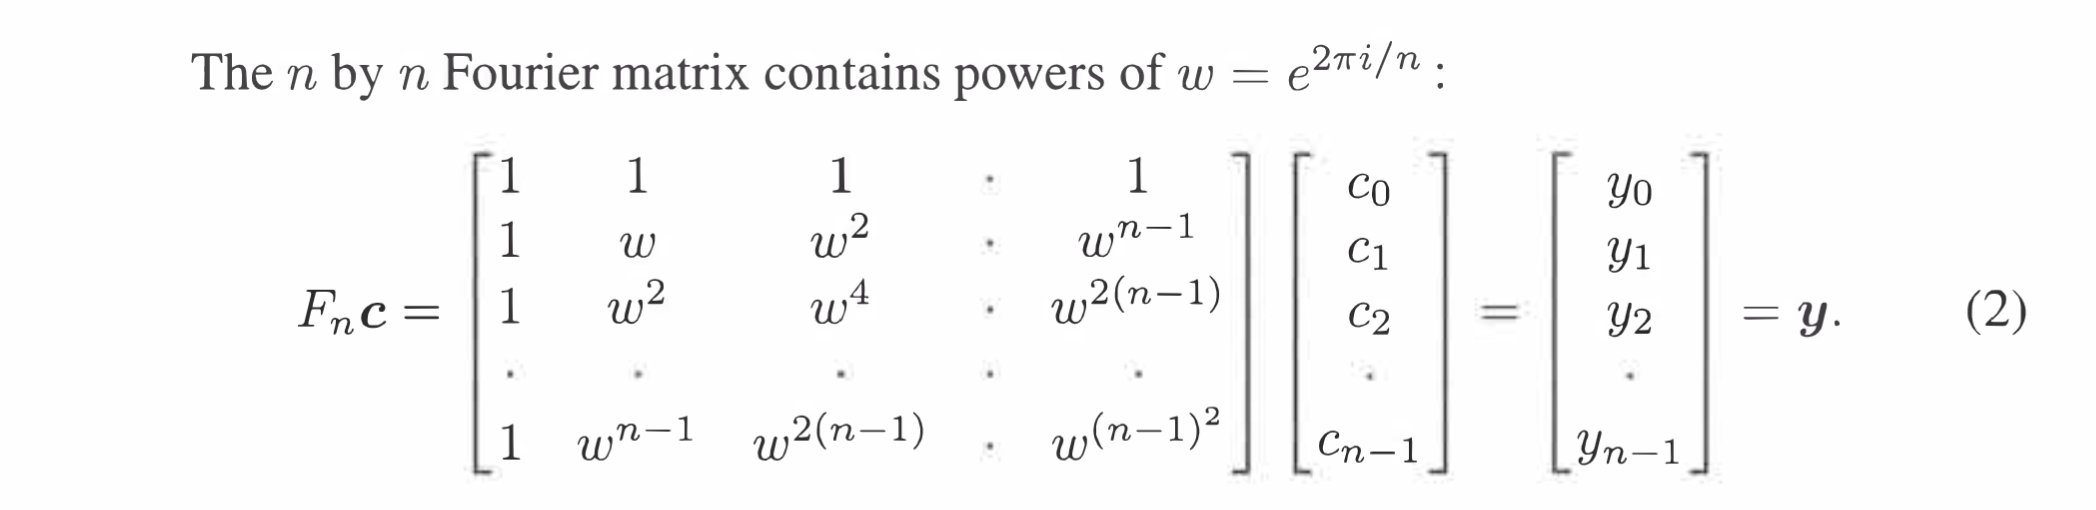 The n by n Fourier matrix contains powers of w = e^{2πi/n} :
F_n c = [ 1 1 1 · 1 ; 1 w w^2 · w^{n−1} ; 1 w^2 w^4 · w^{2(n−1)} ; · · · · · ; 1 w^{n−1} w^{2(n−1)} · w^{(n−1)^2} ] [ c_0 ; c_1 ; c_2 ; · ; c_{n−1} ] = [ y_0 ; y_1 ; y_2 ; · ; y_{n−1} ] = y. (2)